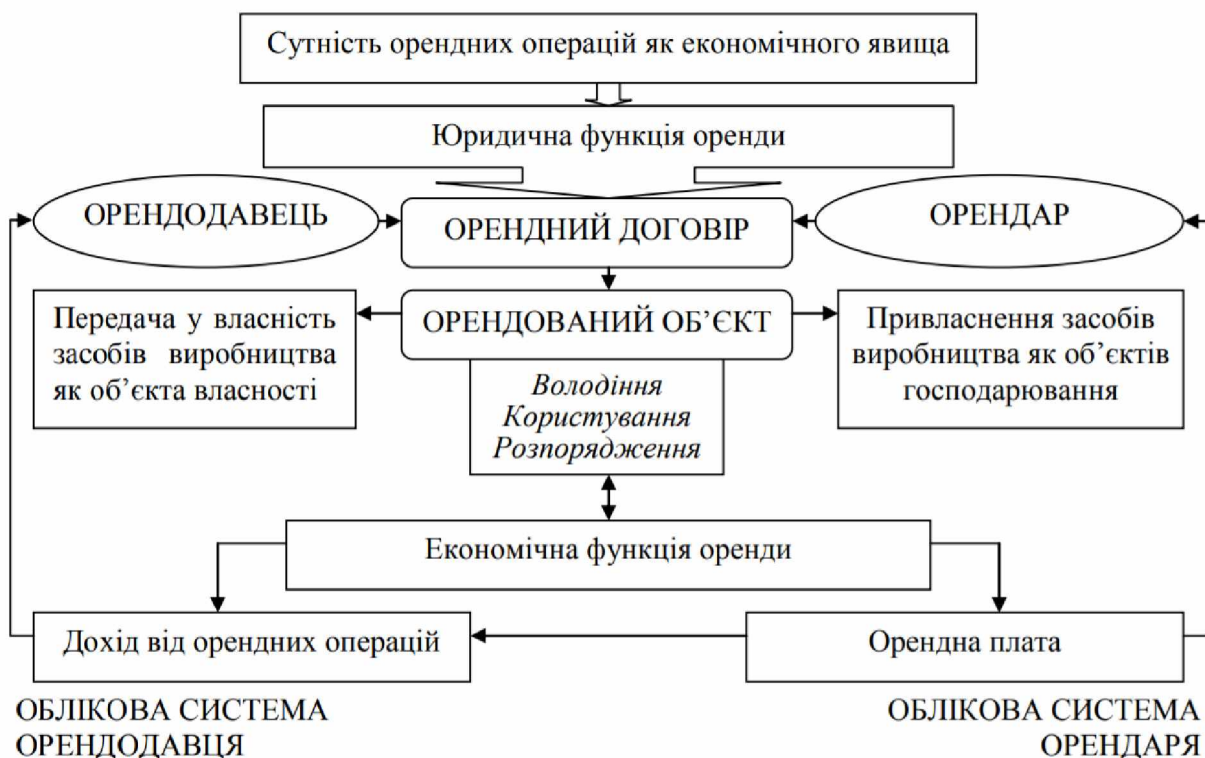 Сутність орендних операцій як економічного явища
Юридична функція оренди
ОРЕНДОДАВЕЦЬ
ОРЕНДНИЙ ДОГОВІР
ОРЕНДАР
Передача у власність
засобів виробництва
як об’єкта власності
ОРЕНДОВАНИЙ ОБ’ЄКТ
Володіння
Користування
Розпорядження
Привласнення засобів
виробництва як об’єктів
господарювання
Економічна функція оренди
Дохід від орендних операцій
Орендна плата
ОБЛІКОВА СИСТЕМА
ОРЕНДОДАВЦЯ
ОБЛІКОВА СИСТЕМА
ОРЕНДАРЯ